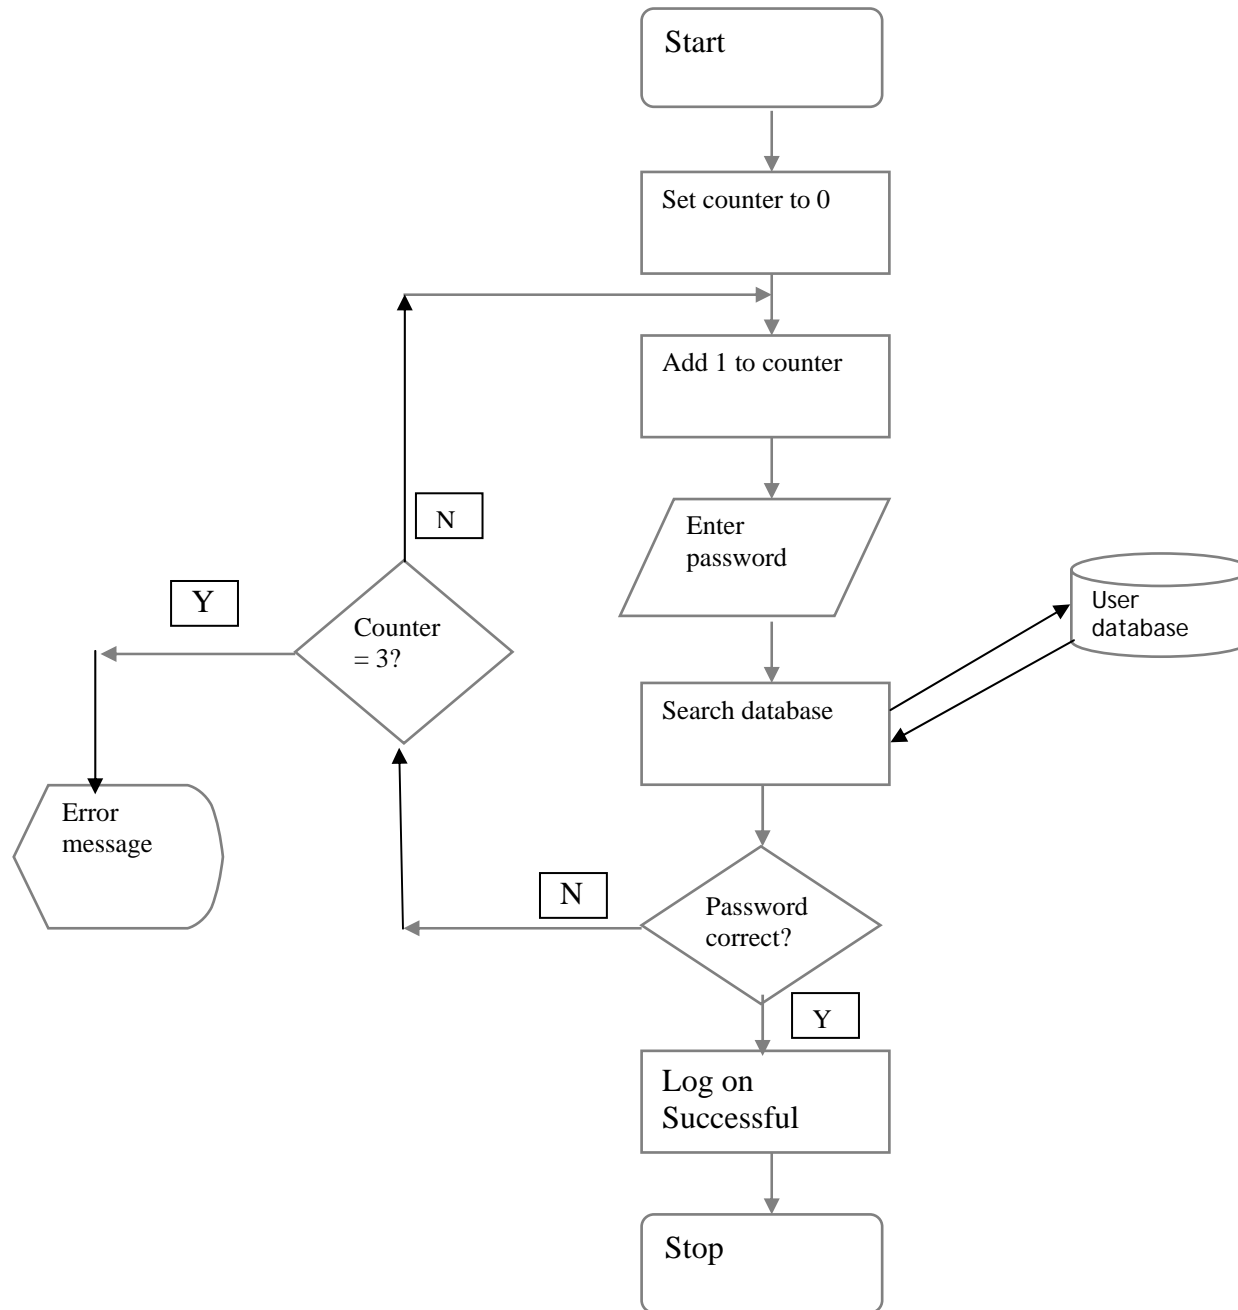 Start
Set counter to 0
Add 1 to counter
N
Enter
password
Y
Counter
= 3?
User
database
Search database
Error
message
N
Password
correct?
Y
Log on
Successful
Stop